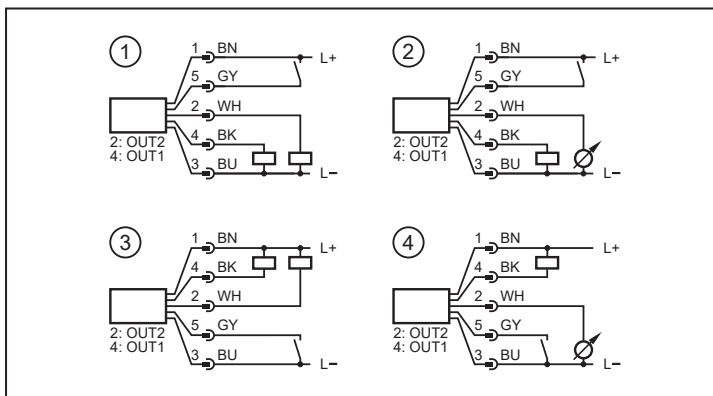 1
1 BN L+
5 GY
2 WH
4 BK
3 BU L−
2: OUT2
4: OUT1
2
1 BN L+
5 GY
2 WH
4 BK
3 BU L−
2: OUT2
4: OUT1
3
1 BN L+
4 BK
2 WH
5 GY
3 BU L−
2: OUT2
4: OUT1
4
1 BN L+
4 BK
2 WH
5 GY
3 BU L−
2: OUT2
4: OUT1